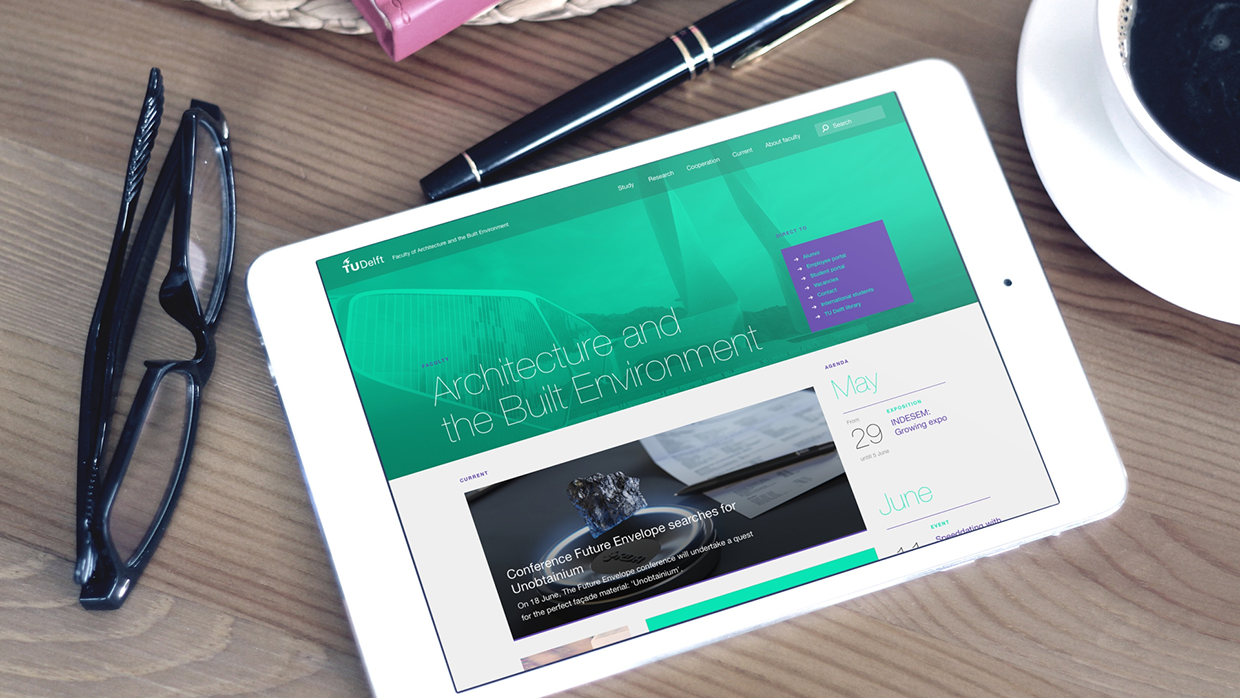 TUDelft
Faculty of Architecture and the Built Environment
Study
Research
Cooperation
Current
About faculty
Search
FACULTY
Architecture and
the Built Environment
DIRECT TO
Alumni
Employee portal
Student portal
Vacancies
Contact
International students
TU Delft library
CURRENT
Conference Future Envelope searches for
Unobtainium
On 18 June, The Future Envelope conference will undertake a quest
for the perfect façade material: 'Unobtainium'.
AGENDA
May
From
29
until 5 June
EXPOSITION
INDESEM:
Growing expo
June
EVENT
Speeddating with